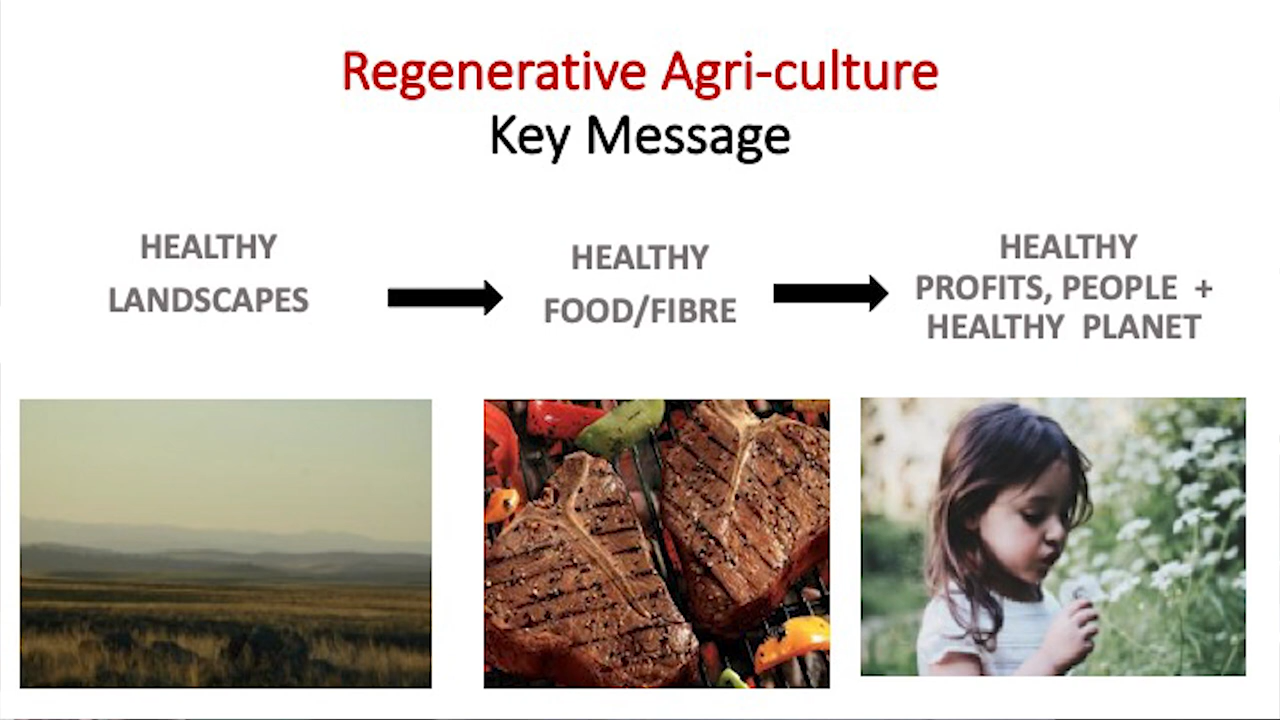 Regenerative Agri-culture
Key Message
HEALTHY
LANDSCAPES
HEALTHY
FOOD/FIBRE
HEALTHY
PROFITS, PEOPLE +
HEALTHY PLANET